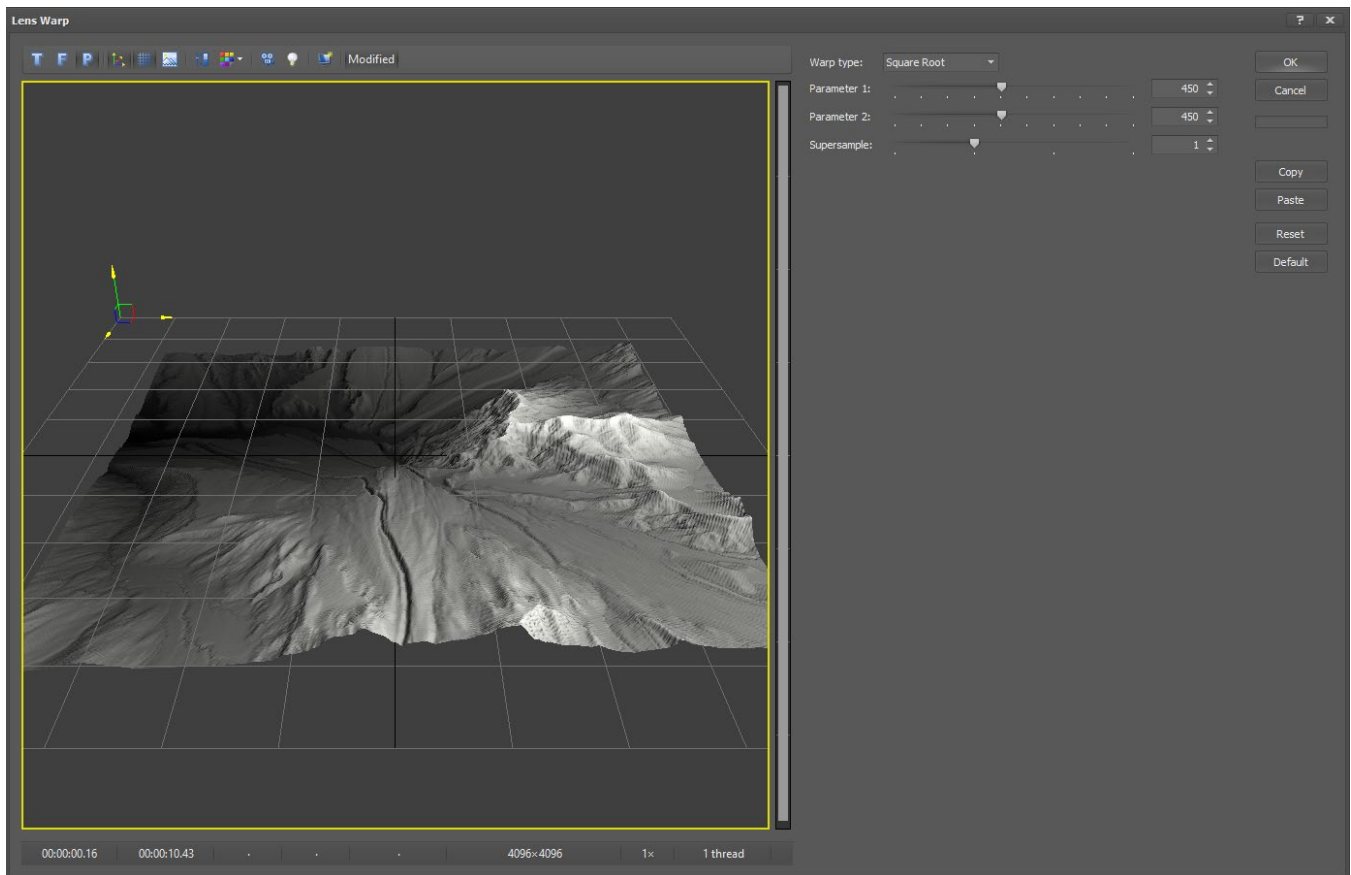 Lens Warp
? x
T F P Modified
Warp type: Square Root
Parameter 1: 450
Parameter 2: 450
Supersample: 1
OK
Cancel
Copy
Paste
Reset
Default
00:00:00.16 00:00:10.43 . . . 4096×4096 1× 1 thread